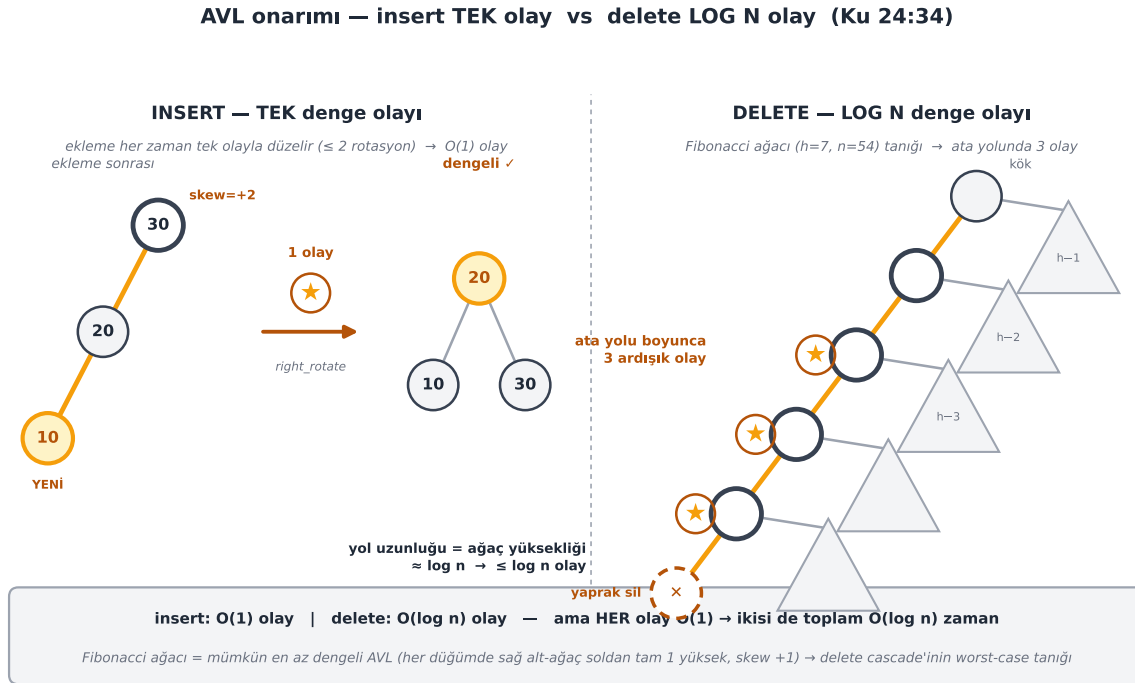 AVL onarımı — insert TEK olay vs delete LOG N olay (Ku 24:34)
INSERT — TEK denge olayı
ekleme her zaman tek olayla düzelir (≤ 2 rotasyon) → O(1) olay
ekleme sonrası
dengeli ✓
skew=+2
30
20
10
YENİ
1 olay
★
right_rotate
20
10
30
DELETE — LOG N denge olayı
Fibonacci ağacı (h=7, n=54) tanığı → ata yolunda 3 olay
kök
h−1
h−2
h−3
ata yolu boyunca
3 ardışık olay
★
★
★
yol uzunluğu = ağaç yüksekliği
≈ log n → ≤ log n olay
yaprak sil
✕
insert: O(1) olay | delete: O(log n) olay — ama HER olay O(1) → ikisi de toplam O(log n) zaman
Fibonacci ağacı = mümkün en az dengeli AVL (her düğümde sağ alt-ağaç soldan tam 1 yüksek, skew +1) → delete cascade'inin worst-case tanığı